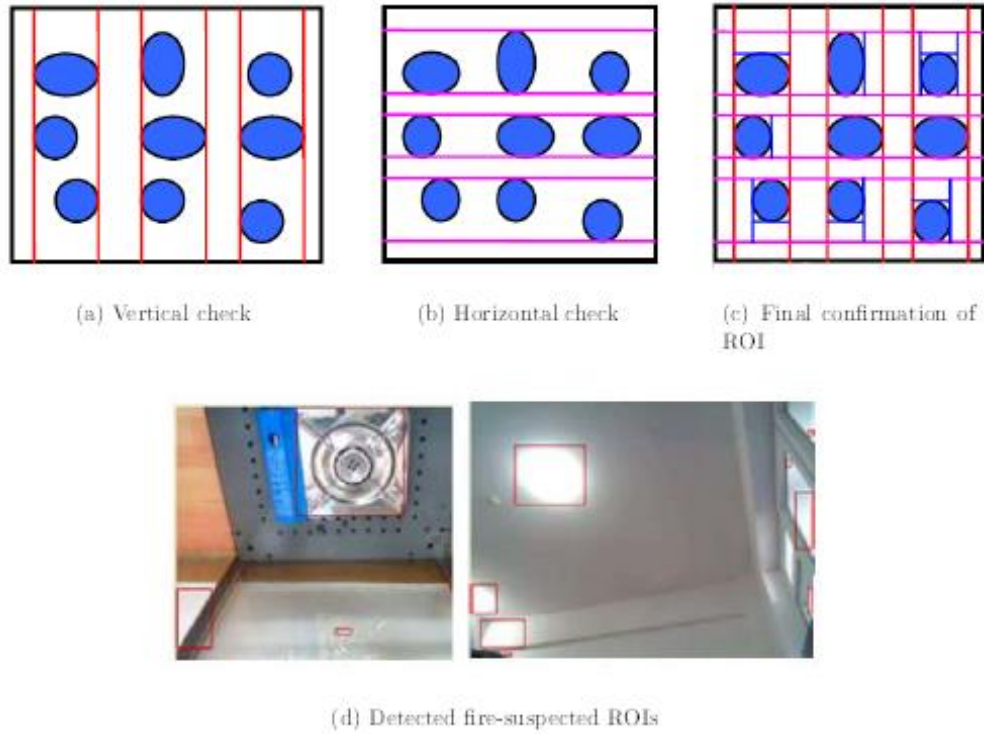 (a) Vertical check
(b) Horizontal check
(c) Final confirmation of
ROI
(d) Detected fire-suspected ROIs